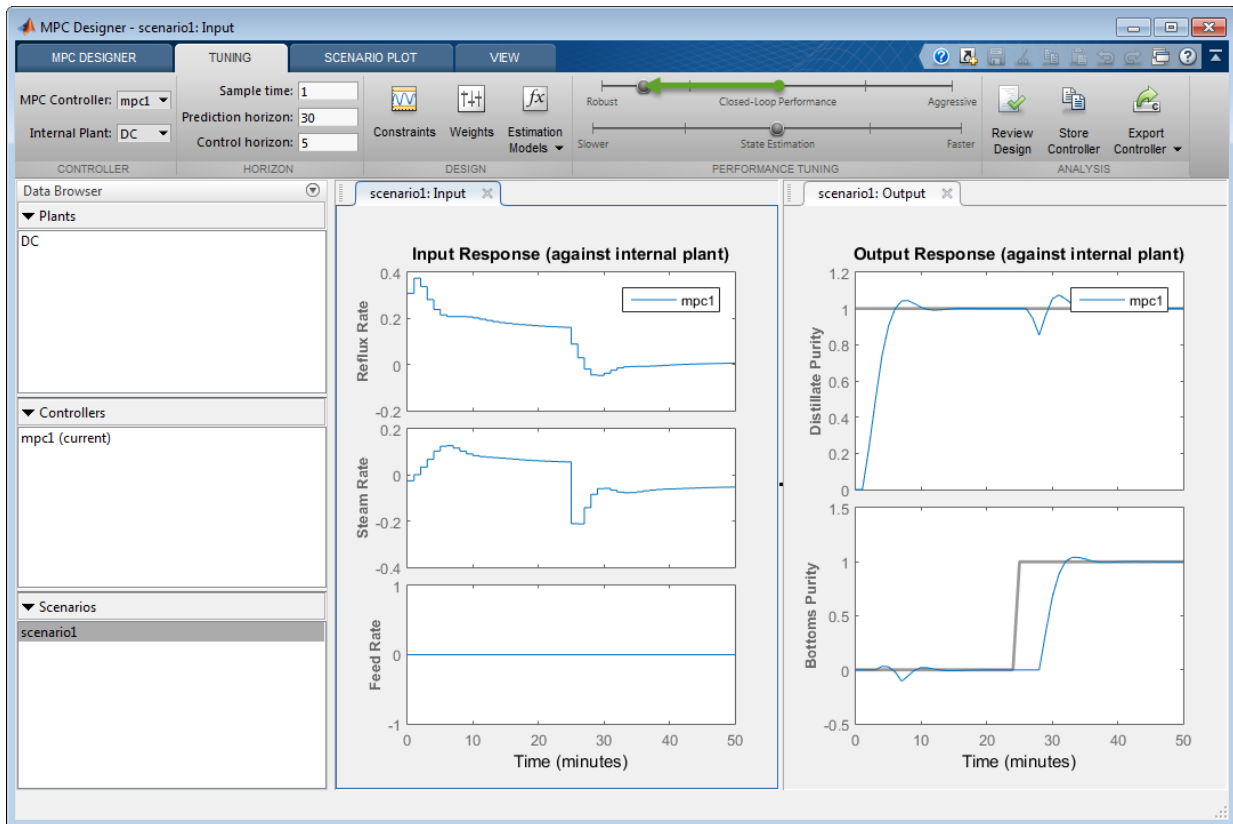 MPC Designer - scenario1: Input
MPC DESIGNER TUNING SCENARIO PLOT VIEW
MPC Controller: mpc1
Internal Plant: DC
CONTROLLER
Sample time: 1
Prediction horizon: 30
Control horizon: 5
HORIZON
Constraints Weights Estimation Models
DESIGN
Robust Closed-Loop Performance Aggressive
Slower State Estimation Faster
PERFORMANCE TUNING
Review Design Store Controller Export Controller
ANALYSIS
Data Browser
Plants
DC
Controllers
mpc1 (current)
Scenarios
scenario1
scenario1: Input
Input Response (against internal plant)
mpc1
Reflux Rate
0.4
0.2
0
-0.2
Steam Rate
0.2
0
-0.2
-0.4
Feed Rate
1
0
-1
0 10 20 30 40 50
Time (minutes)
scenario1: Output
Output Response (against internal plant)
mpc1
Distillate Purity
1.2
1
0.8
0.6
0.4
0.2
0
Bottoms Purity
1.5
1
0.5
0
-0.5
0 10 20 30 40 50
Time (minutes)